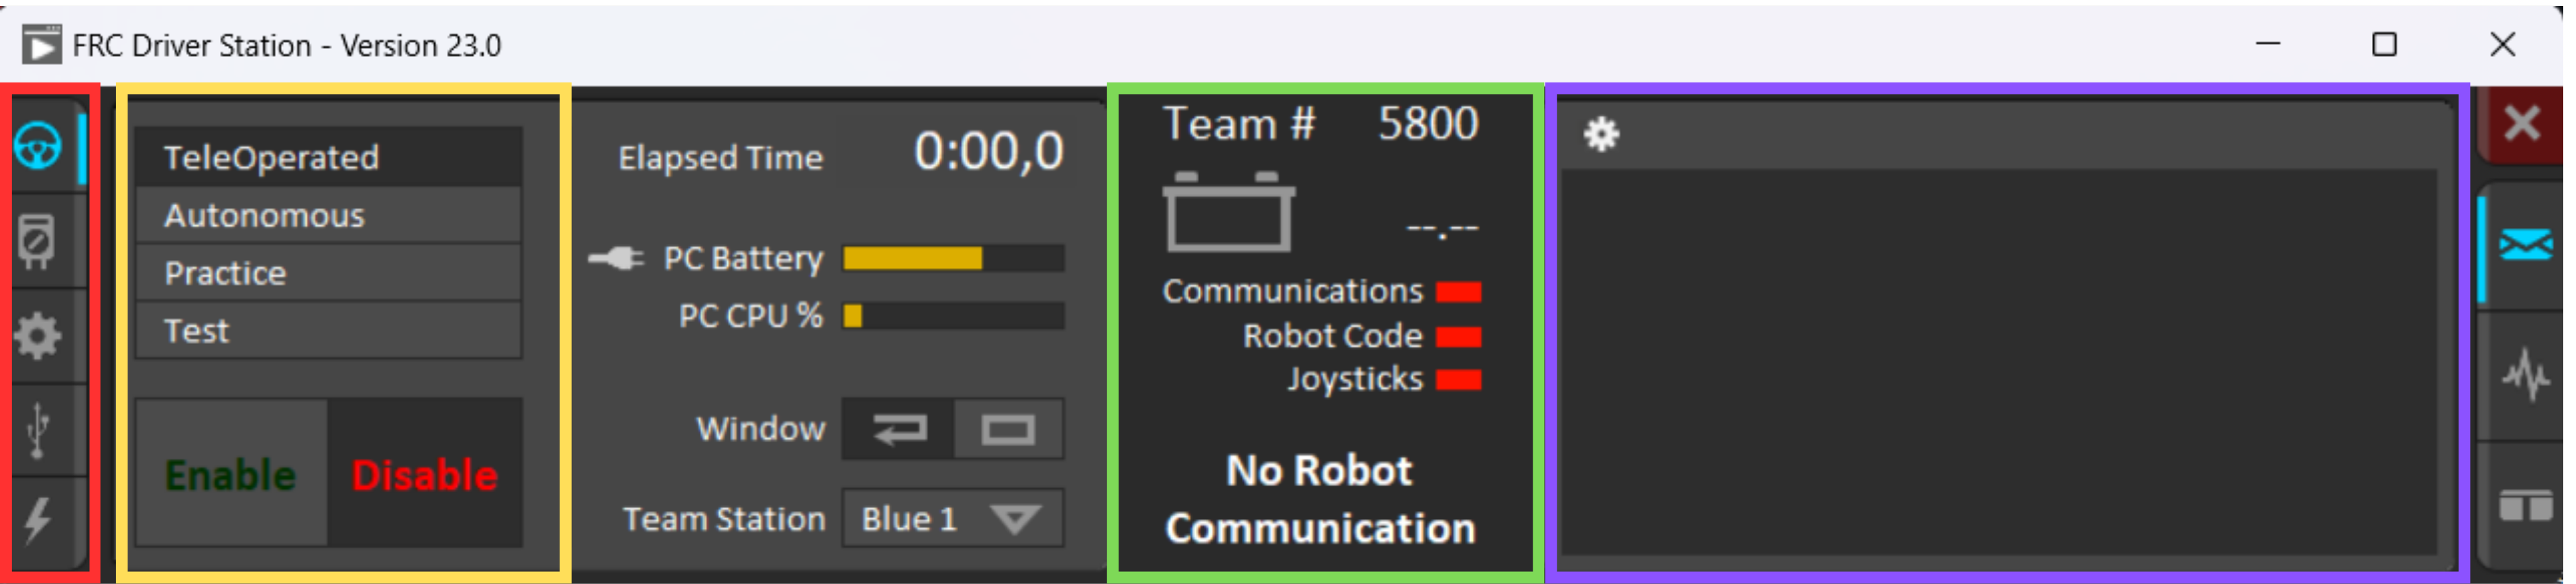 FRC Driver Station - Version 23.0
TeleOperated
Autonomous
Practice
Test
Enable Disable
Elapsed Time 0:00,0
PC Battery
PC CPU %
Window
Team Station Blue 1
Team # 5800
--.--
Communications
Robot Code
Joysticks
No Robot
Communication